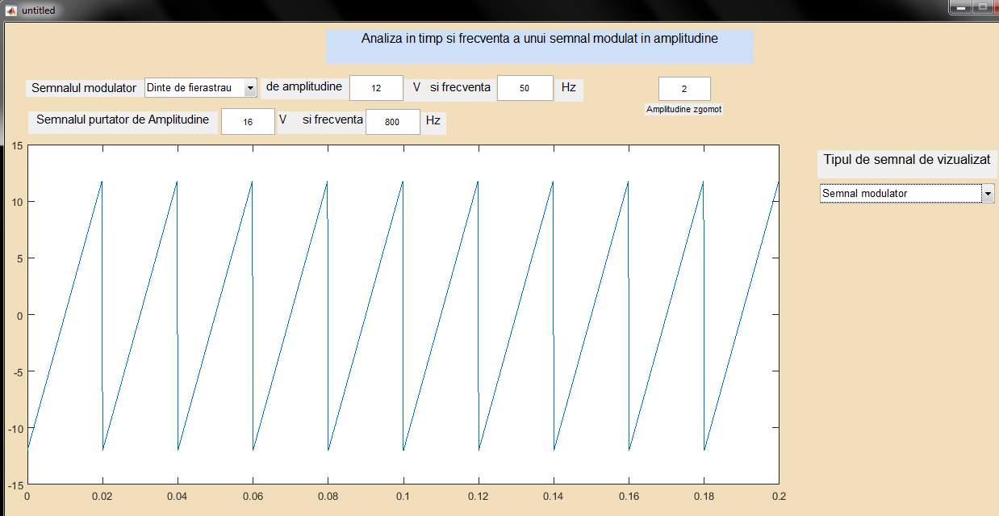 untitled
Analiza in timp si frecventa a unui semnal modulat in amplitudine
Semnalul modulator Dinte de fierastrau de amplitudine 12 V si frecventa 50 Hz 2
Amplitudine zgomot
Semnalul purtator de Amplitudine 16 V si frecventa 800 Hz
Tipul de semnal de vizualizat
Semnal modulator
15
10
5
0
-5
-10
-15
0 0.02 0.04 0.06 0.08 0.1 0.12 0.14 0.16 0.18 0.2